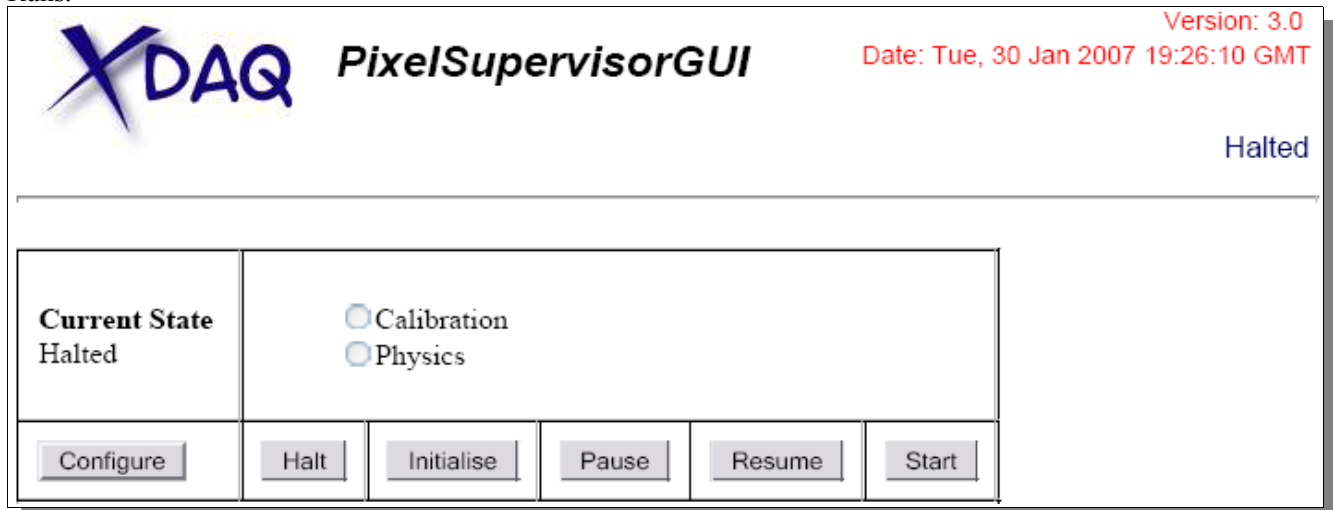 XDAQ
PixelSupervisorGUI
Version: 3.0
Date: Tue, 30 Jan 2007 19:26:10 GMT
Halted
Current State
Halted
Calibration
Physics
Configure
Halt
Initialise
Pause
Resume
Start